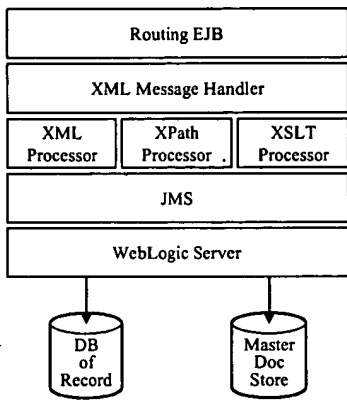 Routing EJB
XML Message Handler
XML Processor
XPath Processor
XSLT Processor
JMS
WebLogic Server
DB of Record
Master Doc Store